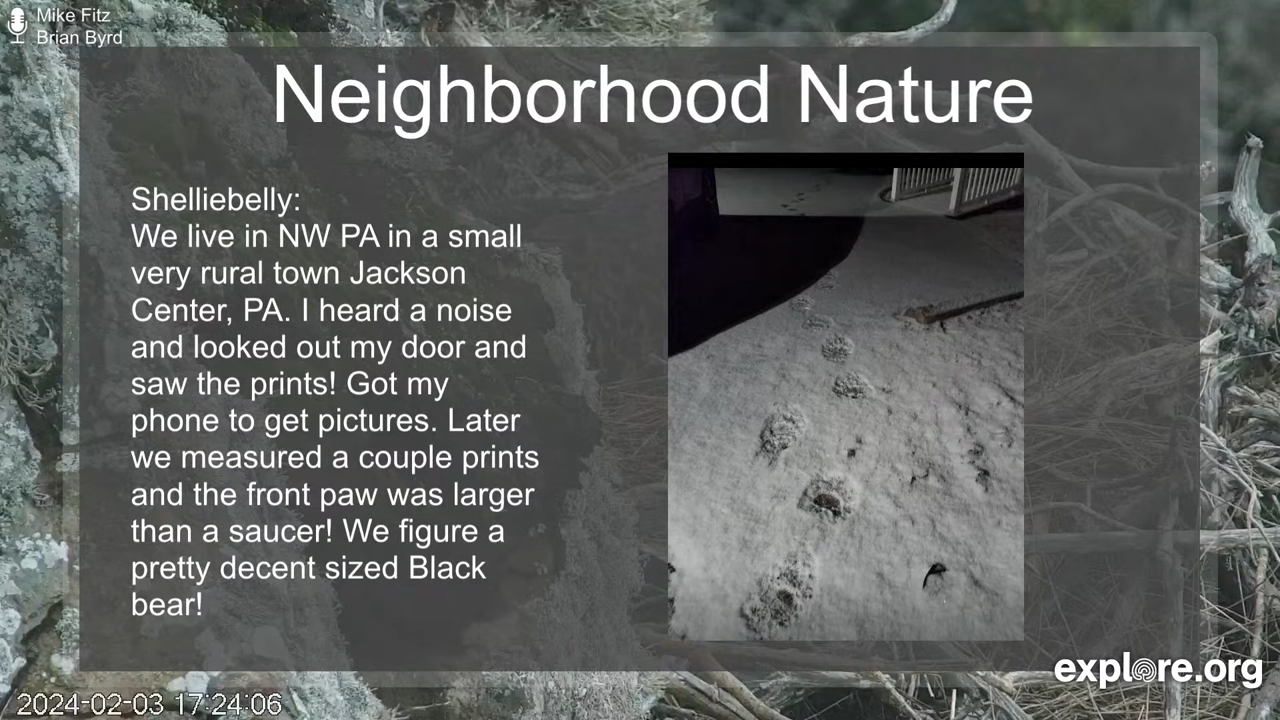 Mike Fitz
Brian Byrd
Neighborhood Nature
Shelliebelly:
We live in NW PA in a small
very rural town Jackson
Center, PA. I heard a noise
and looked out my door and
saw the prints! Got my
phone to get pictures. Later
we measured a couple prints
and the front paw was larger
than a saucer! We figure a
pretty decent sized Black
bear!
explore.org
2024-02-03 17:24:06